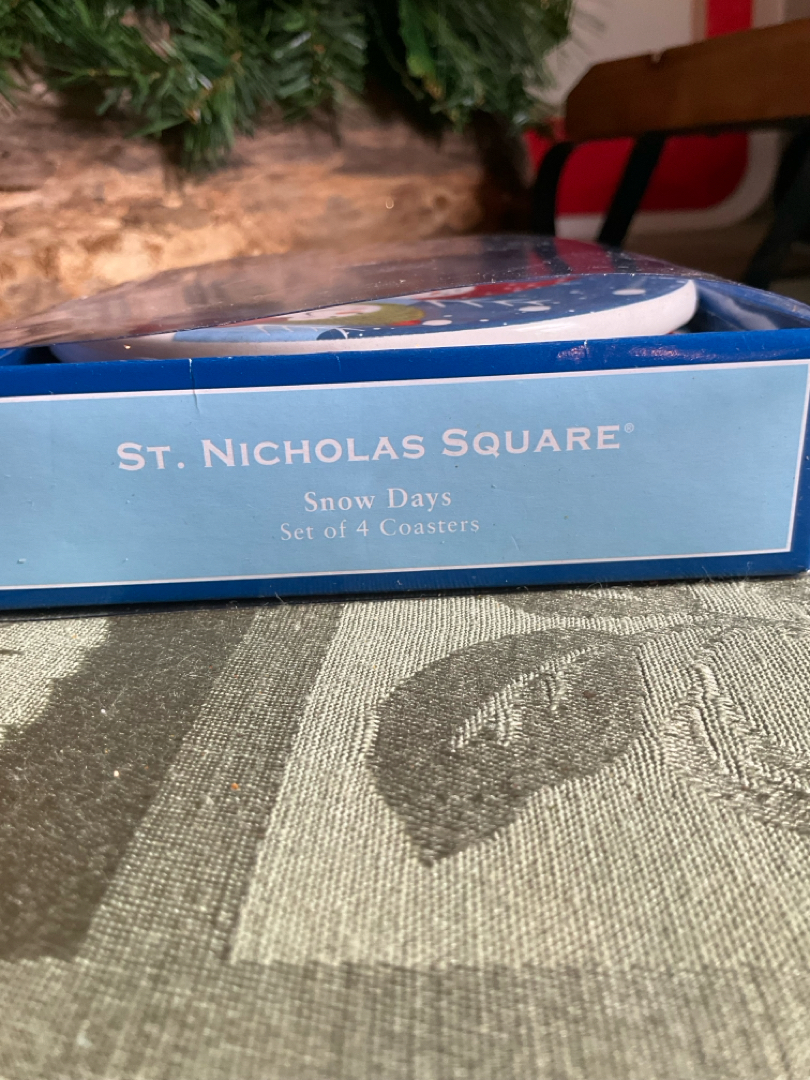 ST. NICHOLAS SQUARE®
Snow Days
Set of 4 Coasters